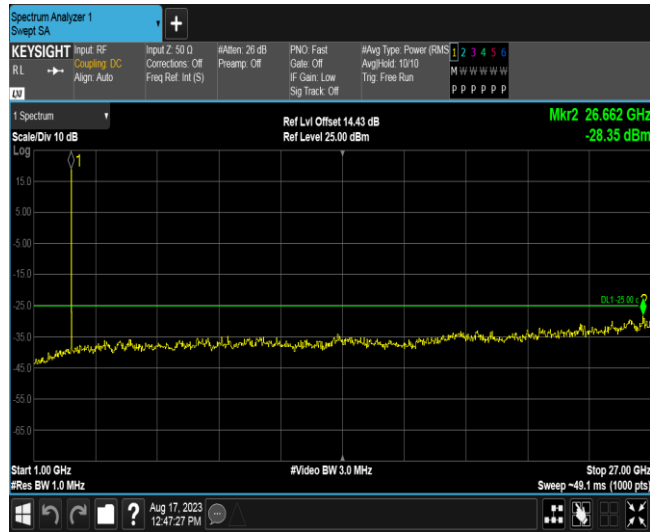 Spectrum Analyzer 1
Swept SA
+
KEYSIGHT
RL
LXI
Input: RF
Coupling: DC
Align: Auto
Input Z: 50 Ω
Corrections: Off
Freq Ref: Int (S)
#Atten: 26 dB
Preamp: Off
PNO: Fast
Gate: Off
IF Gain: Low
Sig Track: Off
#Avg Type: Power (RMS
Avg|Hold: 10/10
Trig: Free Run
1 2 3 4 5 6
M W W W W W
P P P P P P
1 Spectrum
Scale/Div 10 dB
Ref Lvl Offset 14.43 dB
Ref Level 25.00 dBm
Mkr2 26.662 GHz
-28.35 dBm
Log
1
15.0
5.00
-5.00
-15.0
DL1 -25.00
2
-25.0
-35.0
-45.0
-55.0
-65.0
Start 1.00 GHz
#Res BW 1.0 MHz
#Video BW 3.0 MHz
Stop 27.00 GHz
Sweep ~49.1 ms (1000 pts)
?
Aug 17, 2023
12:47:27 PM